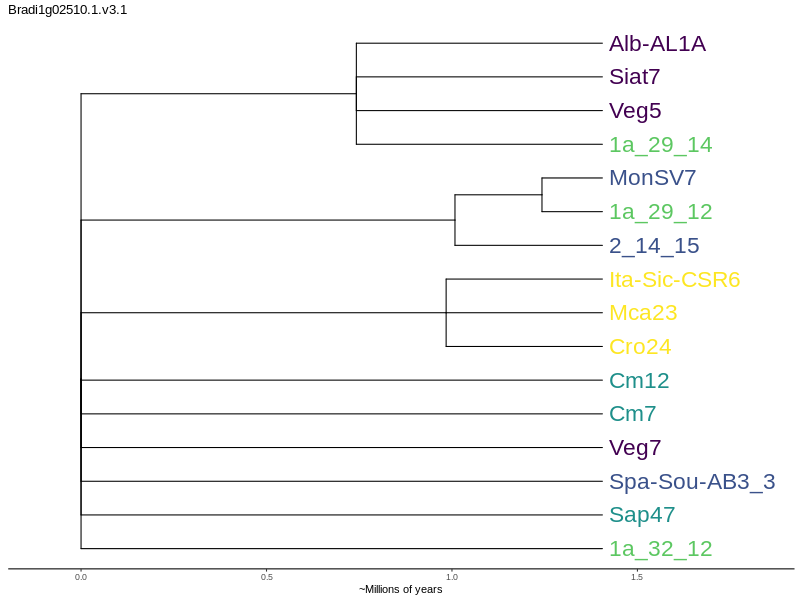 Bradi1g02510.1.v3.1
Alb-AL1A
Siat7
Veg5
1a_29_14
MonSV7
1a_29_12
2_14_15
Ita-Sic-CSR6
Mca23
Cro24
Cm12
Cm7
Veg7
Spa-Sou-AB3_3
Sap47
1a_32_12
0.0 0.5 1.0 1.5
~Millions of years